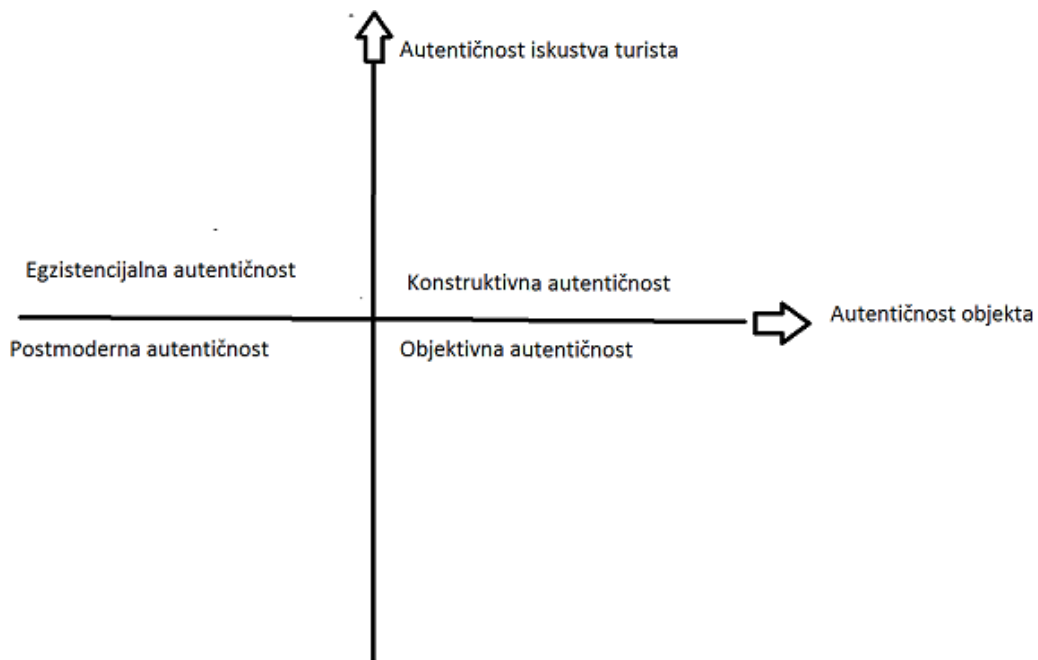 Autentičnost iskustva turista
Egzistencijalna autentičnost
Konstruktivna autentičnost
Autentičnost objekta
Postmoderna autentičnost
Objektivna autentičnost